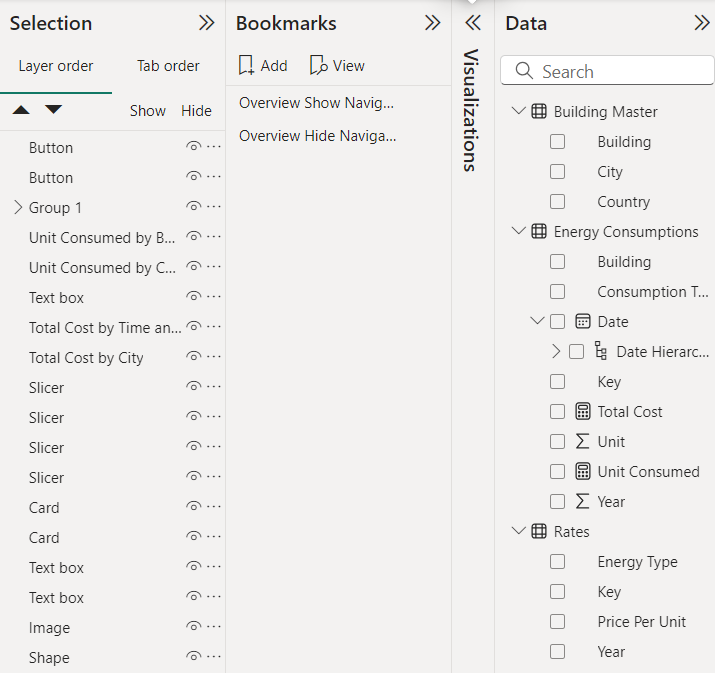 Selection
Layer order
Tab order
Show
Hide
Button
Button
Group 1
Unit Consumed by B...
Unit Consumed by C...
Text box
Total Cost by Time an...
Total Cost by City
Slicer
Slicer
Slicer
Slicer
Card
Card
Text box
Text box
Image
Shape
Bookmarks
Add
View
Overview Show Navig...
Overview Hide Naviga...
Visualizations
Data
Search
Building Master
Building
City
Country
Energy Consumptions
Building
Consumption T...
Date
Date Hierarc...
Key
Total Cost
Unit
Unit Consumed
Year
Rates
Energy Type
Key
Price Per Unit
Year